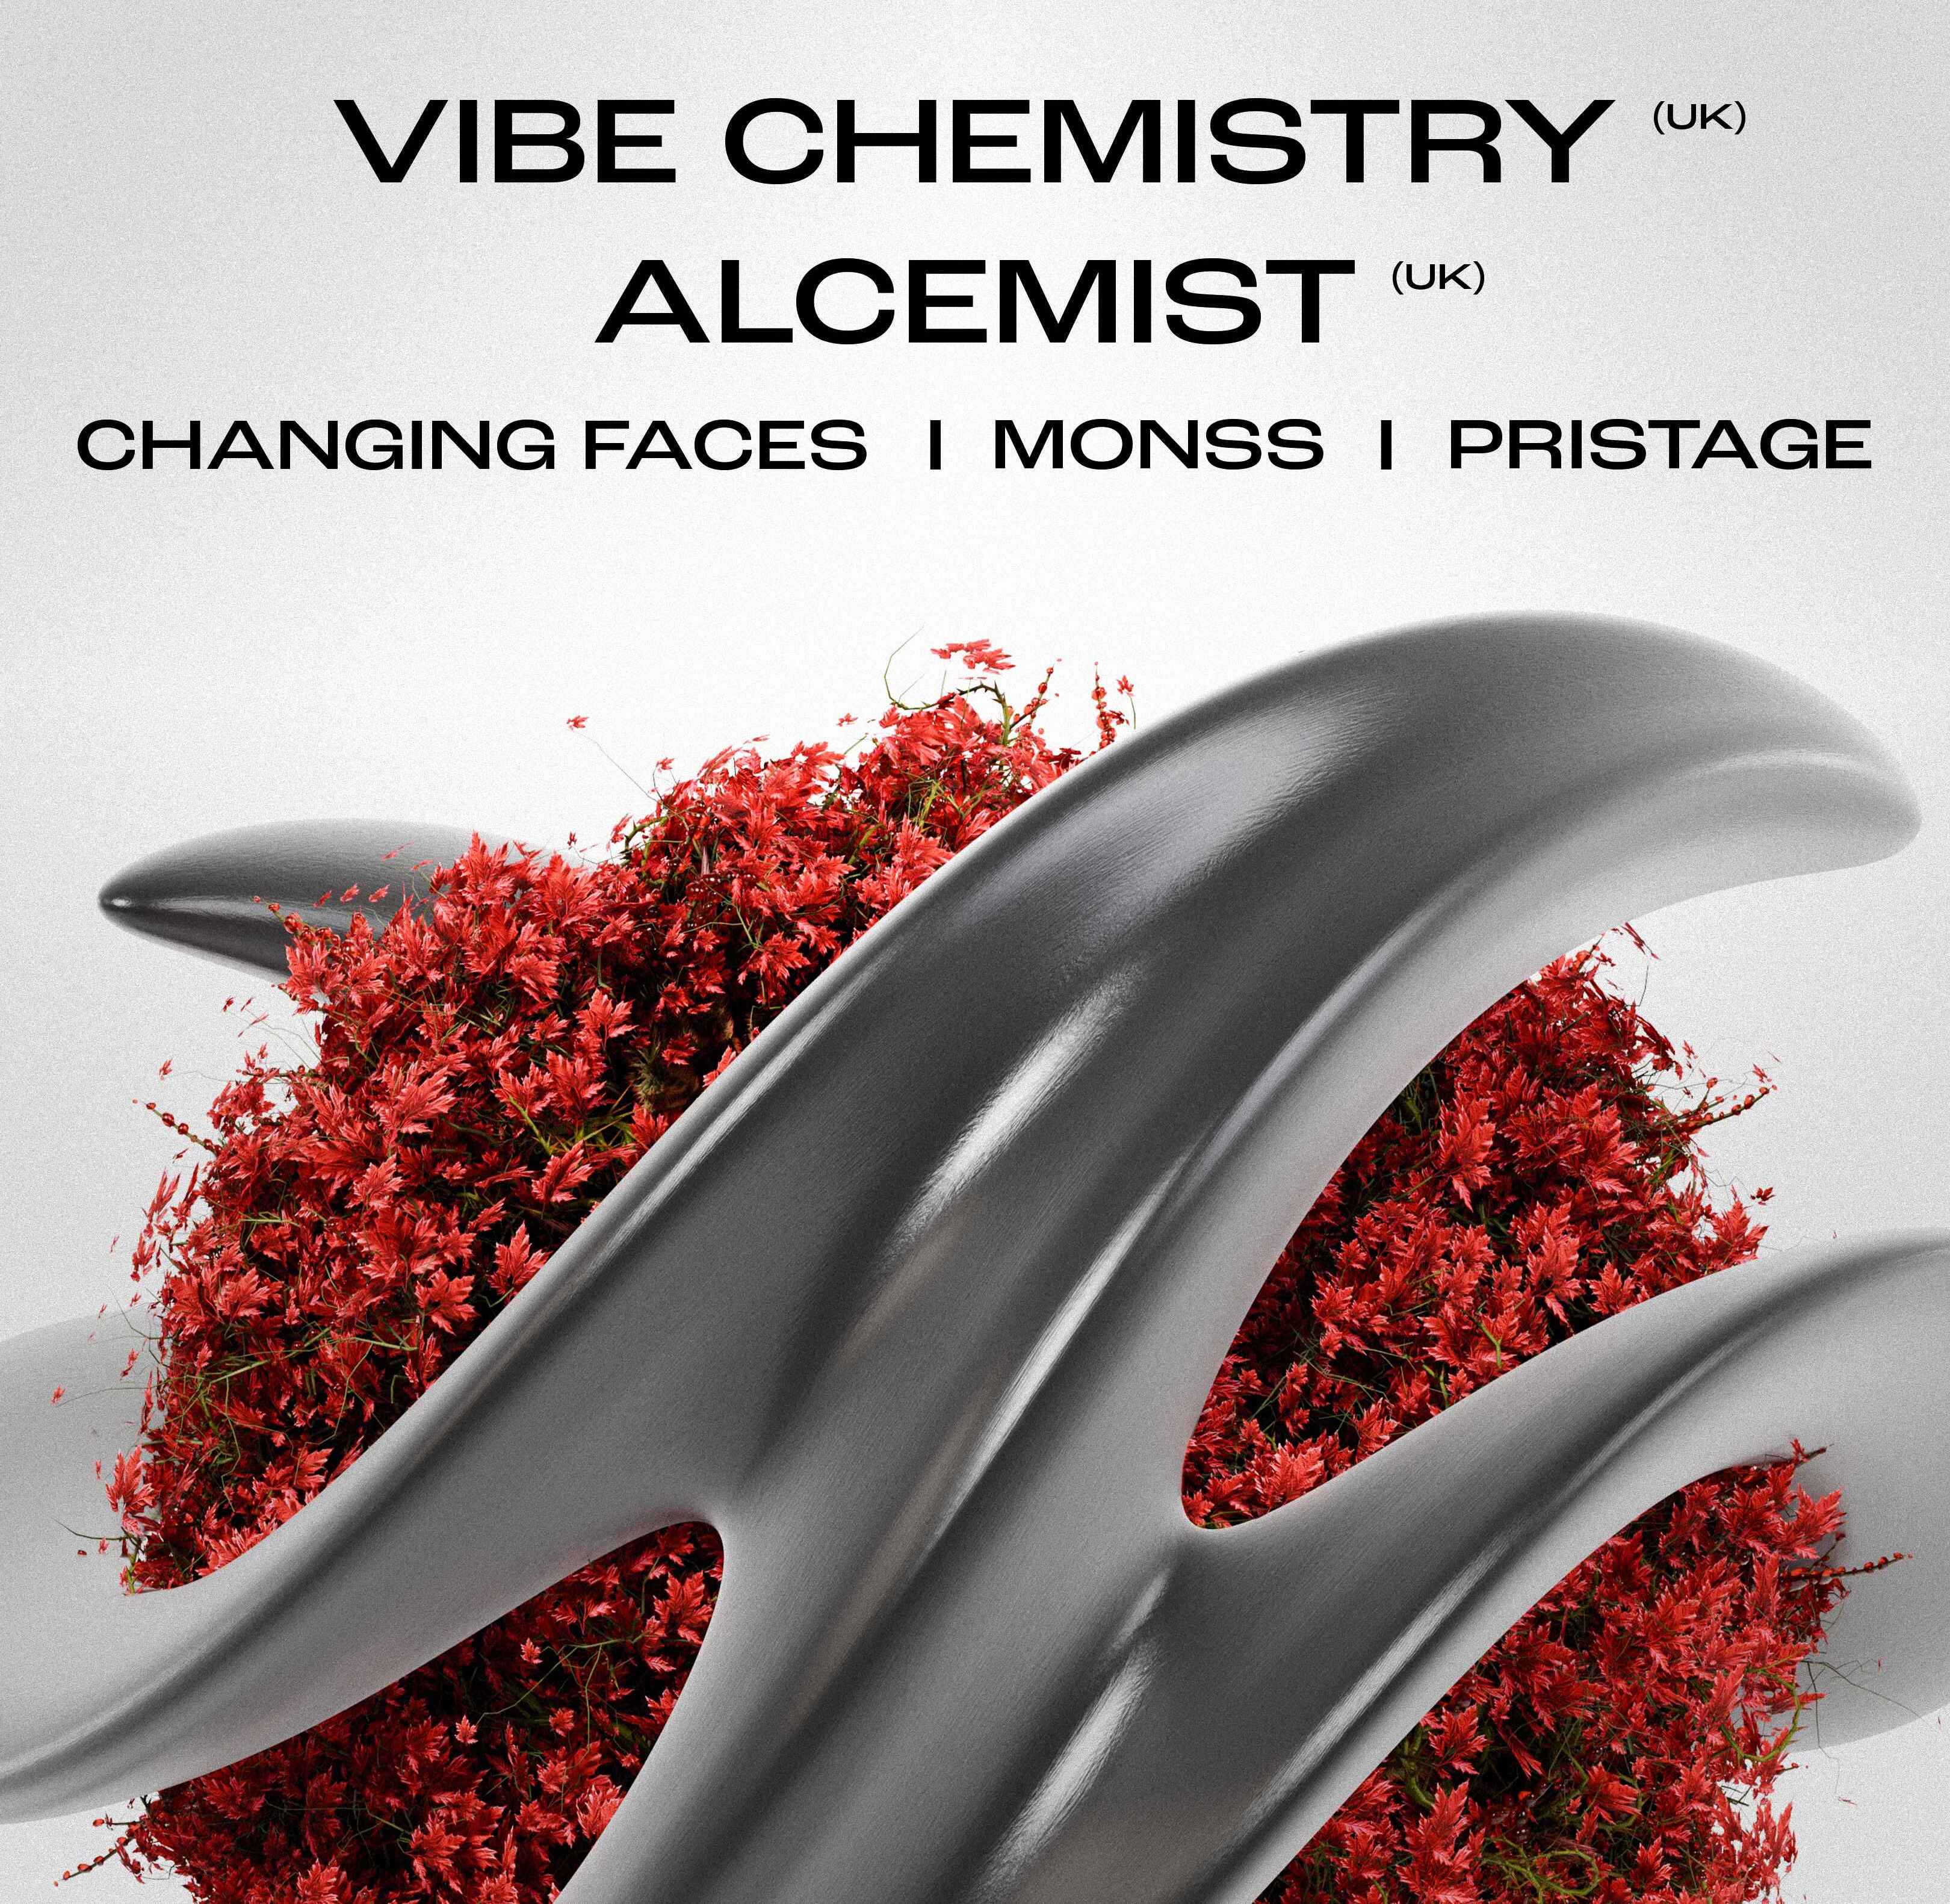 VIBE CHEMISTRY (UK)
ALCEMIST (UK)
CHANGING FACES | MONSS | PRISTAGE